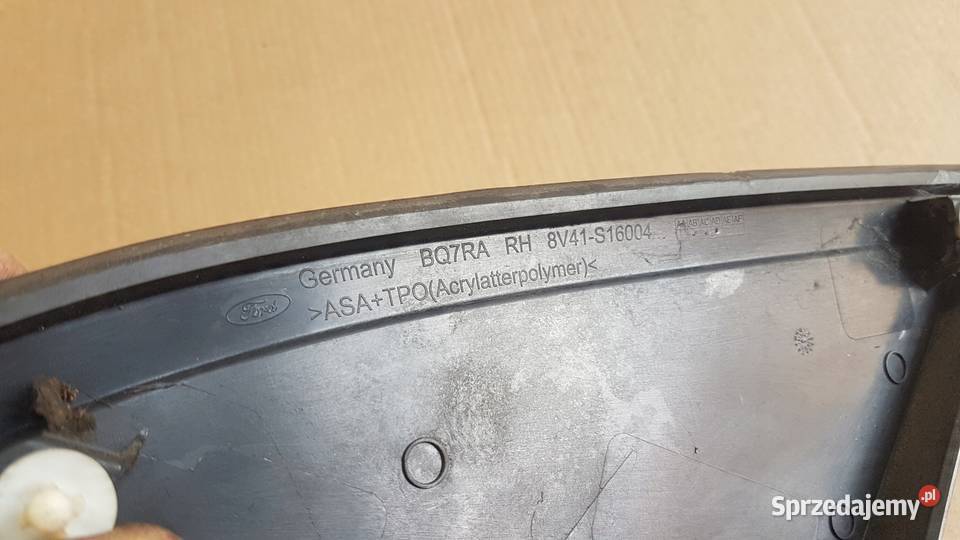 Germany BQ7RA RH 8V41-S16004
Ford >ASA+TPO(Acrylatterpolymer)<
Sprzedajemy.pl